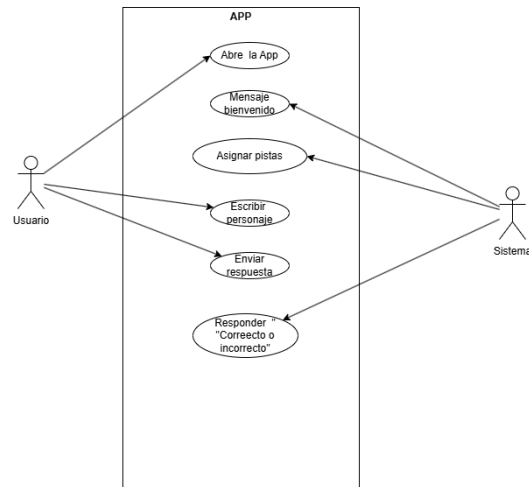 APP
Abre la App
Mensaje
bienvenido
Asignar pistas
Usuario
Escribir
personaje
Sistema
Enviar
respuesta
Responder "
"Correecto o
incorrecto"